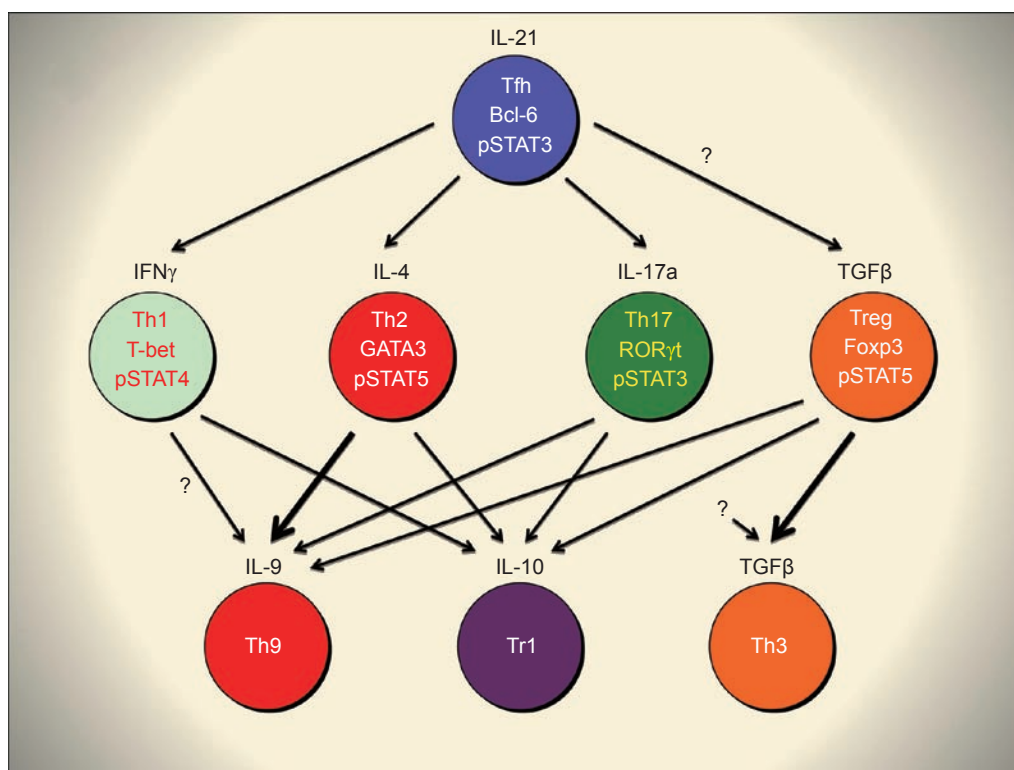 IL-21
Tfh
Bcl-6
pSTAT3
?
IFNγ
IL-4
IL-17a
TGFβ
Th1
T-bet
pSTAT4
Th2
GATA3
pSTAT5
Th17
RORγt
pSTAT3
Treg
Foxp3
pSTAT5
?
?
IL-9
IL-10
TGFβ
Th9
Tr1
Th3